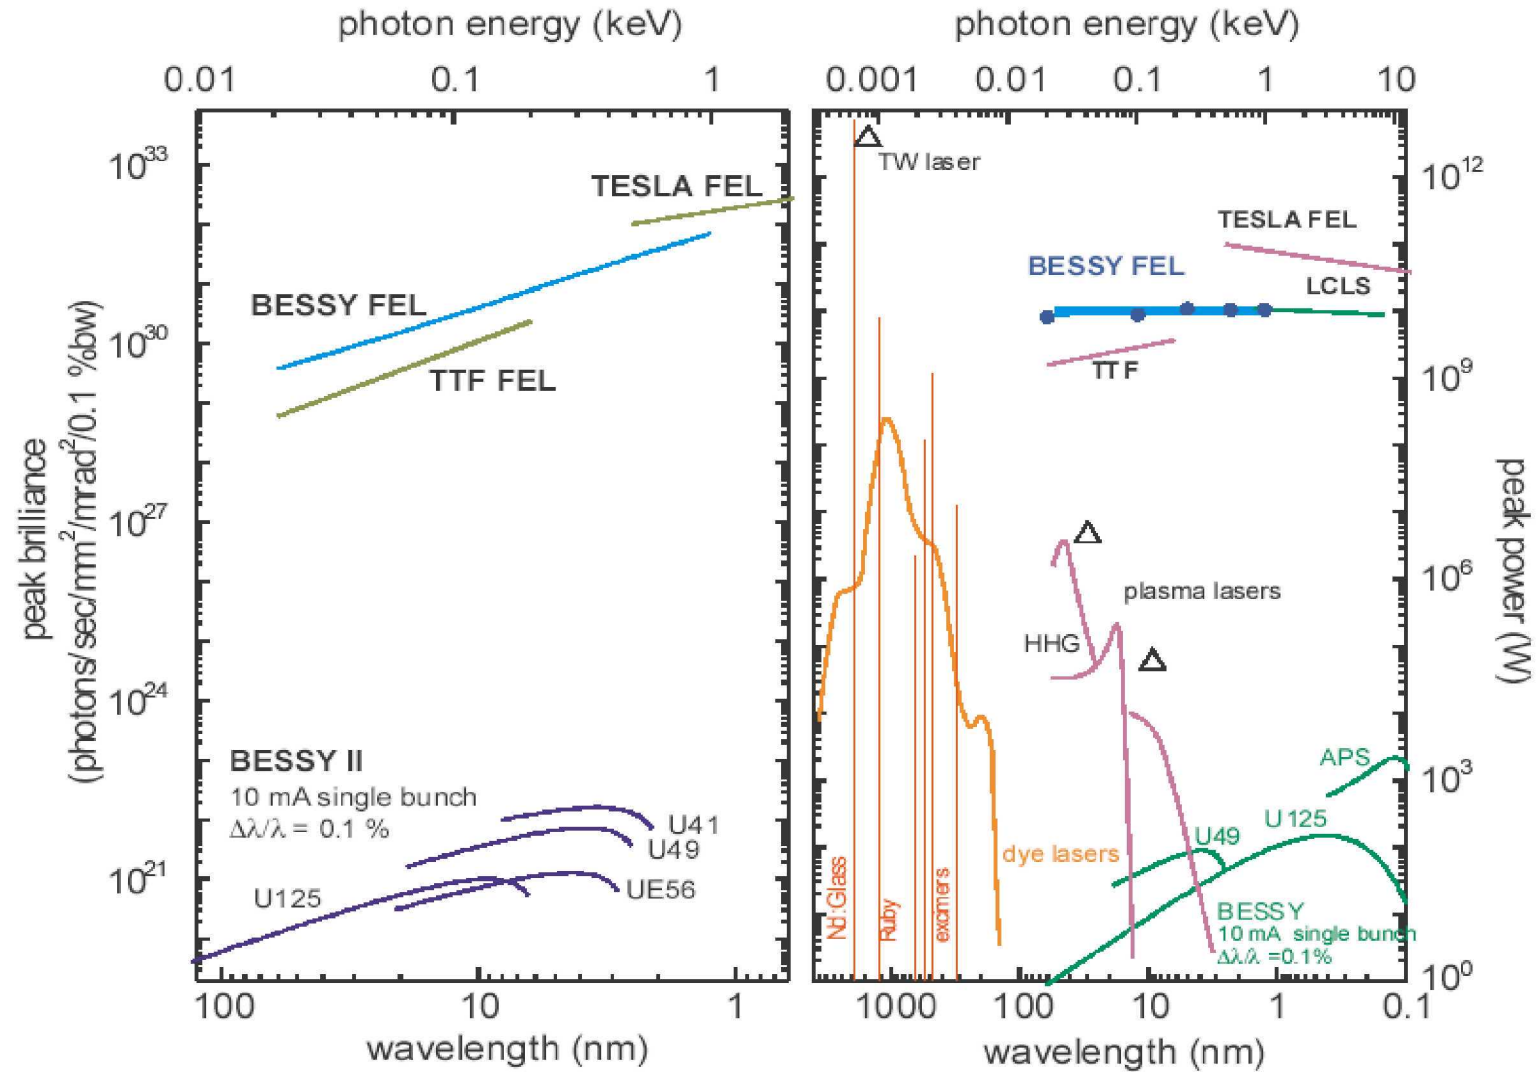 photon energy (keV)
0.01 0.1 1
10^33
10^30
10^27
10^24
10^21
peak brilliance
(photons/sec/mm²/mrad²/0.1 %bw)
TESLA FEL
BESSY FEL
TTF FEL
BESSY II
10 mA single bunch
Δλ/λ = 0.1 %
U41
U49
U125
UE56
100 10 1
wavelength (nm)
photon energy (keV)
0.001 0.01 0.1 1 10
TW laser
TESLA FEL
BESSY FEL
LCLS
TTF
plasma lasers
HHG
APS
U125
U49
dye lasers
Nd:Glass
Ruby
excimers
BESSY
10 mA single bunch
Δλ/λ =0.1%
10^12
10^9
10^6
10^3
10^0
peak power (W)
1000 100 10 1 0.1
wavelength (nm)